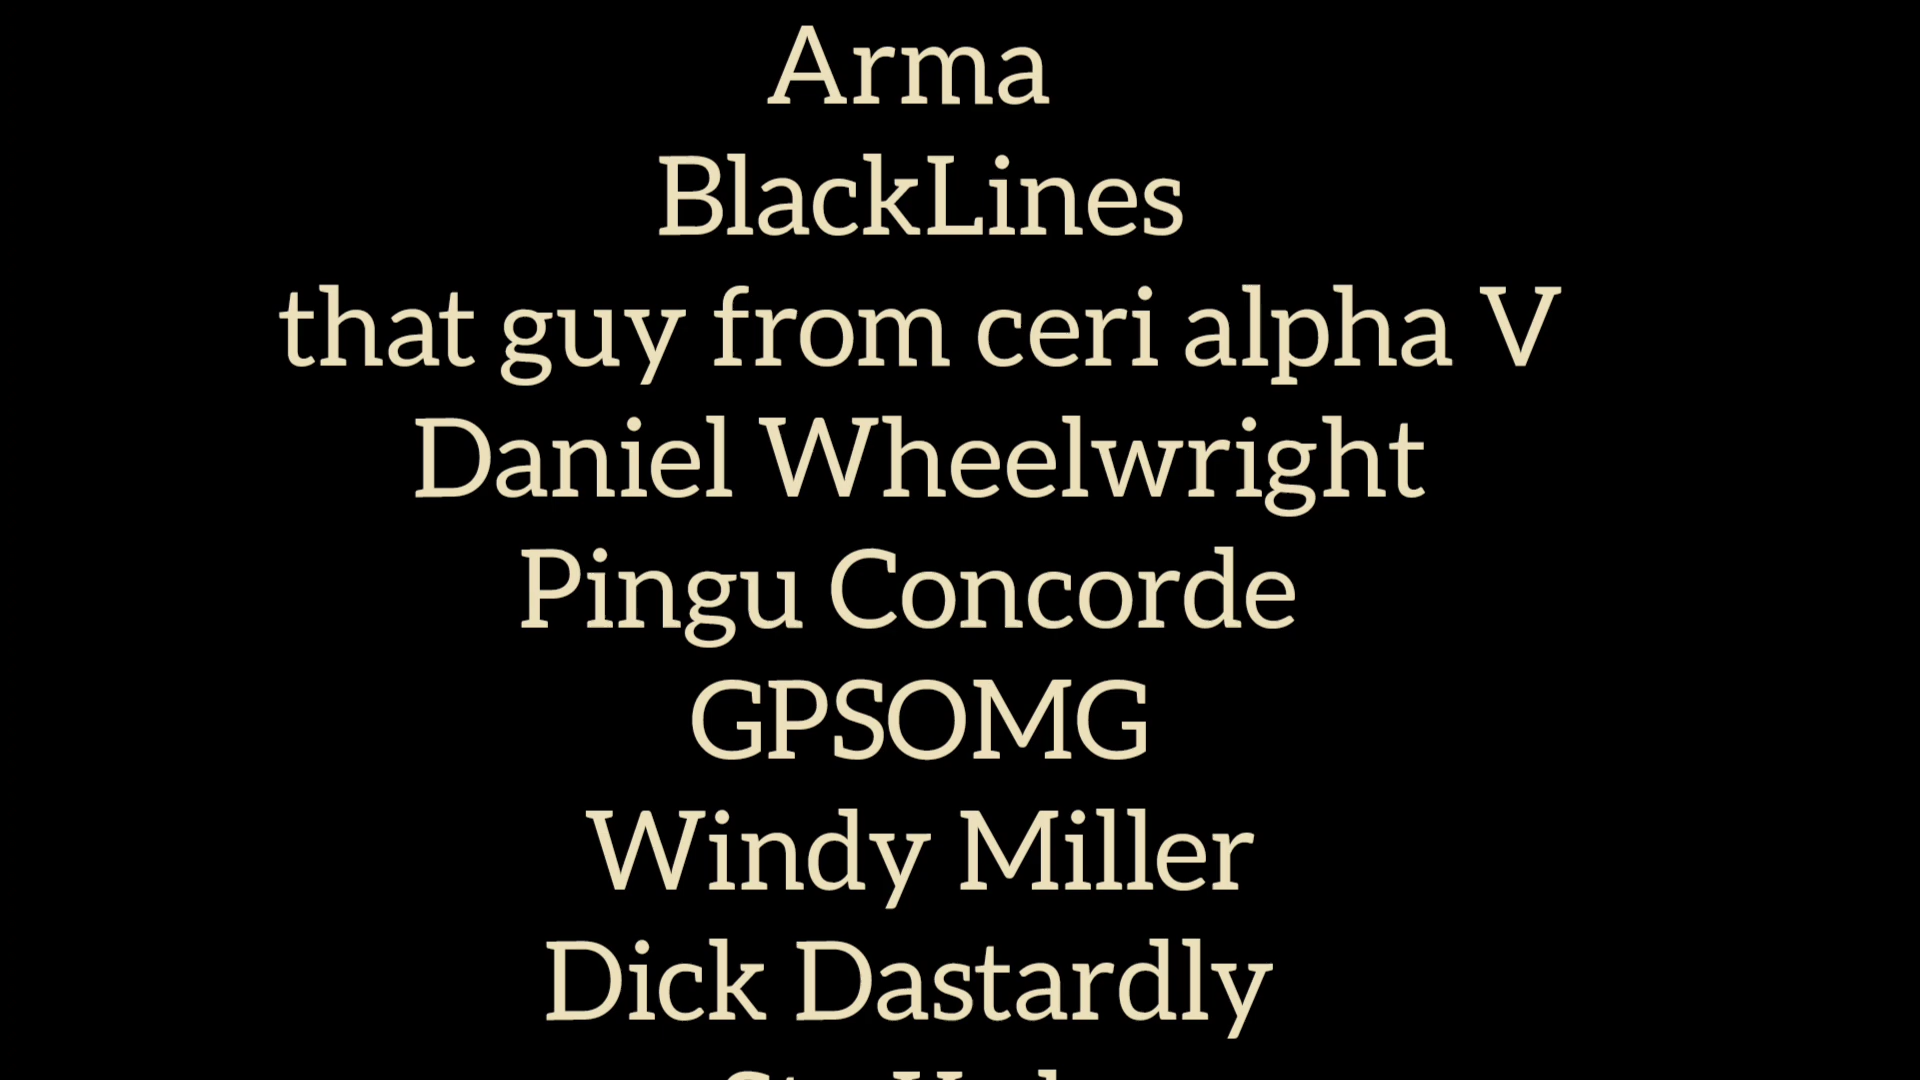 Arma
BlackLines
that guy from ceri alpha V
Daniel Wheelwright
Pingu Concorde
GPSOMG
Windy Miller
Dick Dastardly